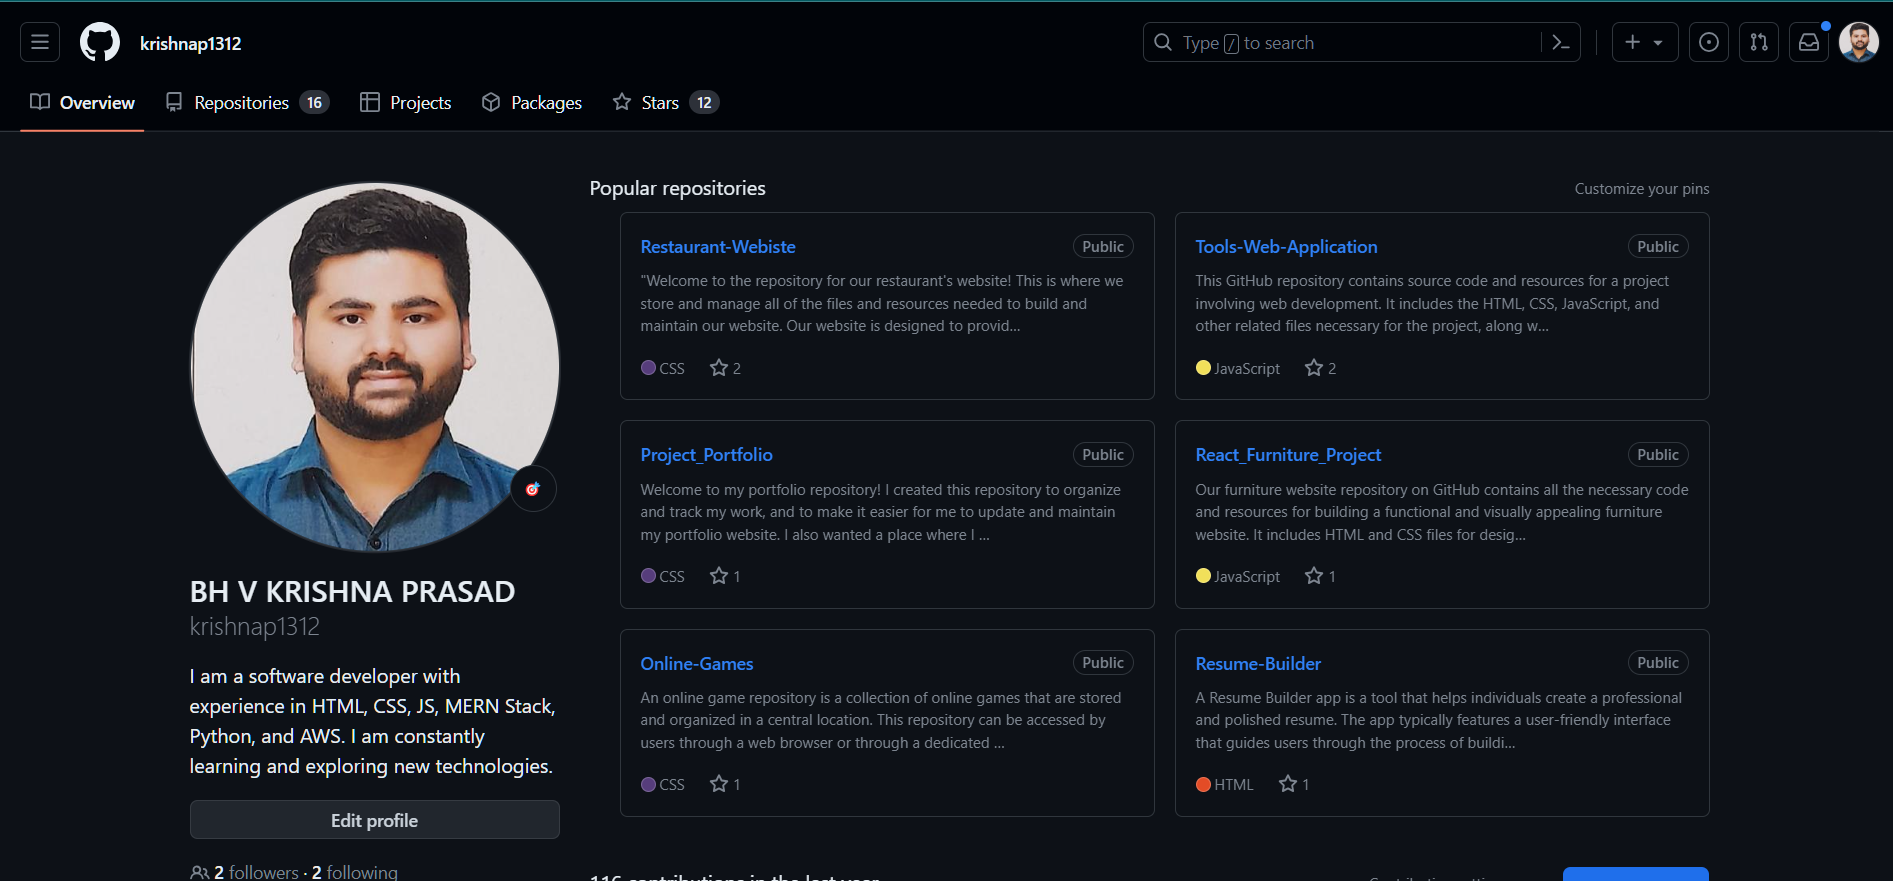 krishnap1312
Type / to search
Overview
Repositories 16
Projects
Packages
Stars 12
BH V KRISHNA PRASAD
krishnap1312
I am a software developer with
experience in HTML, CSS, JS, MERN Stack,
Python, and AWS. I am constantly
learning and exploring new technologies.
Edit profile
2 followers · 2 following
Popular repositories
Customize your pins
Restaurant-Webiste
Public
"Welcome to the repository for our restaurant's website! This is where we
store and manage all of the files and resources needed to build and
maintain our website. Our website is designed to provid...
CSS 2
Tools-Web-Application
Public
This GitHub repository contains source code and resources for a project
involving web development. It includes the HTML, CSS, JavaScript, and
other related files necessary for the project, along w...
JavaScript 2
Project_Portfolio
Public
Welcome to my portfolio repository! I created this repository to organize
and track my work, and to make it easier for me to update and maintain
my portfolio website. I also wanted a place where I ...
CSS 1
React_Furniture_Project
Public
Our furniture website repository on GitHub contains all the necessary code
and resources for building a functional and visually appealing furniture
website. It includes HTML and CSS files for desig...
JavaScript 1
Online-Games
Public
An online game repository is a collection of online games that are stored
and organized in a central location. This repository can be accessed by
users through a web browser or through a dedicated ...
CSS 1
Resume-Builder
Public
A Resume Builder app is a tool that helps individuals create a professional
and polished resume. The app typically features a user-friendly interface
that guides users through the process of buildi...
HTML 1
116 contributions in the last year